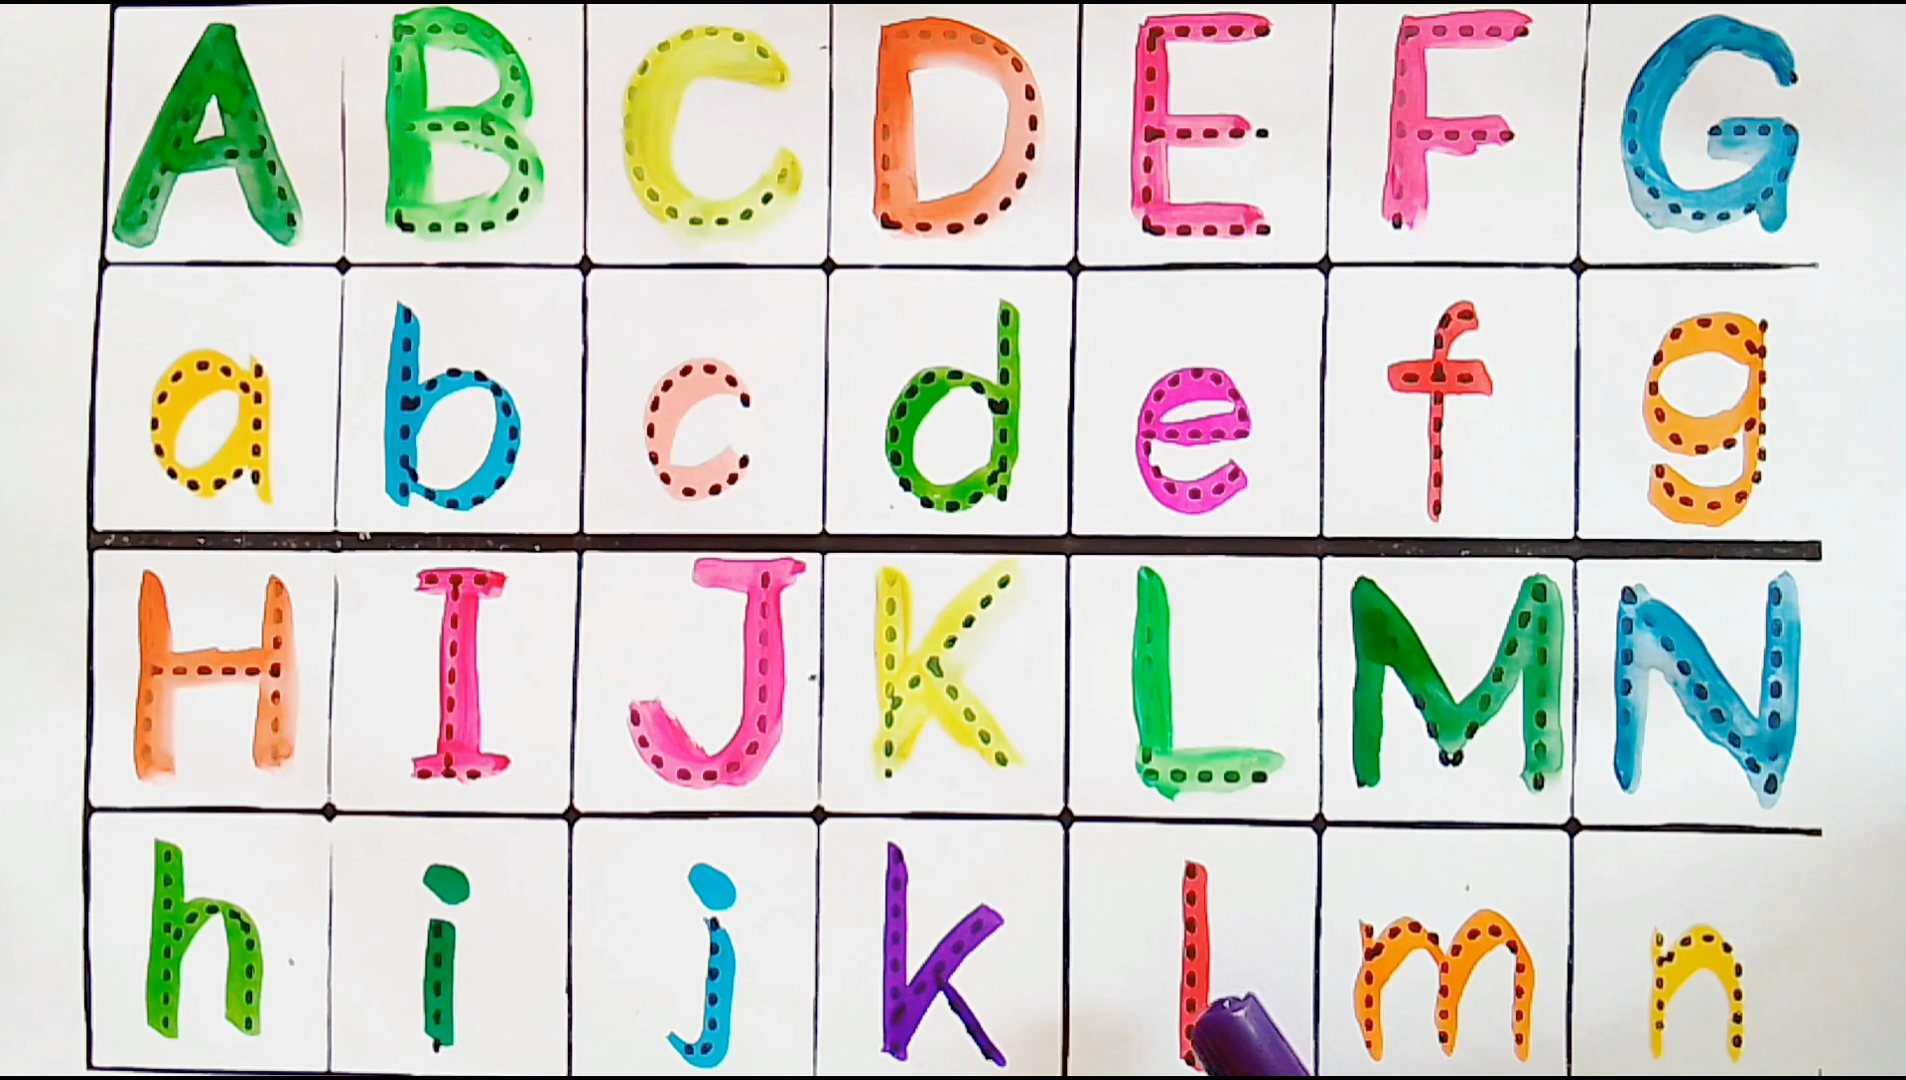 A B C D E F G
a b c d e f g
H I J K L M N
h i j k l m n